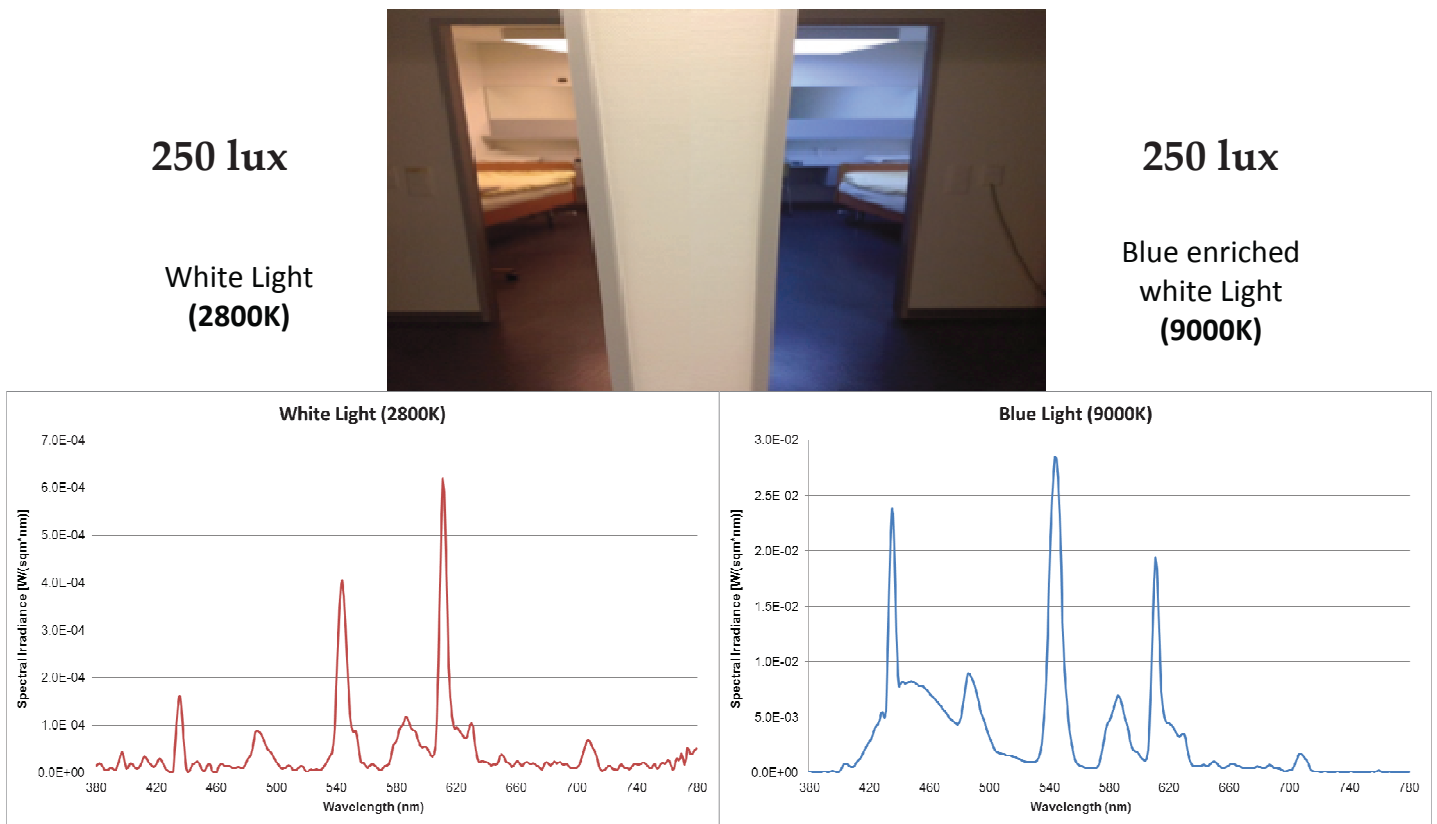 250 lux
White Light
(2800K)
250 lux
Blue enriched
white Light
(9000K)
White Light (2800K)
7.0E-04
6.0E-04
5.0E-04
4.0E-04
3.0E-04
2.0E-04
1.0E-04
0.0E+00
Spectral Irradiance [W/(sqm*nm)]
380 420 460 500 540 580 620 660 700 740 780
Wavelength (nm)
Blue Light (9000K)
3.0E-02
2.5E-02
2.0E-02
1.5E-02
1.0E-02
5.0E-03
0.0E+00
Spectral Irradiance [W/(sqm*nm)]
380 420 460 500 540 580 620 660 700 740 780
Wavelength (nm)